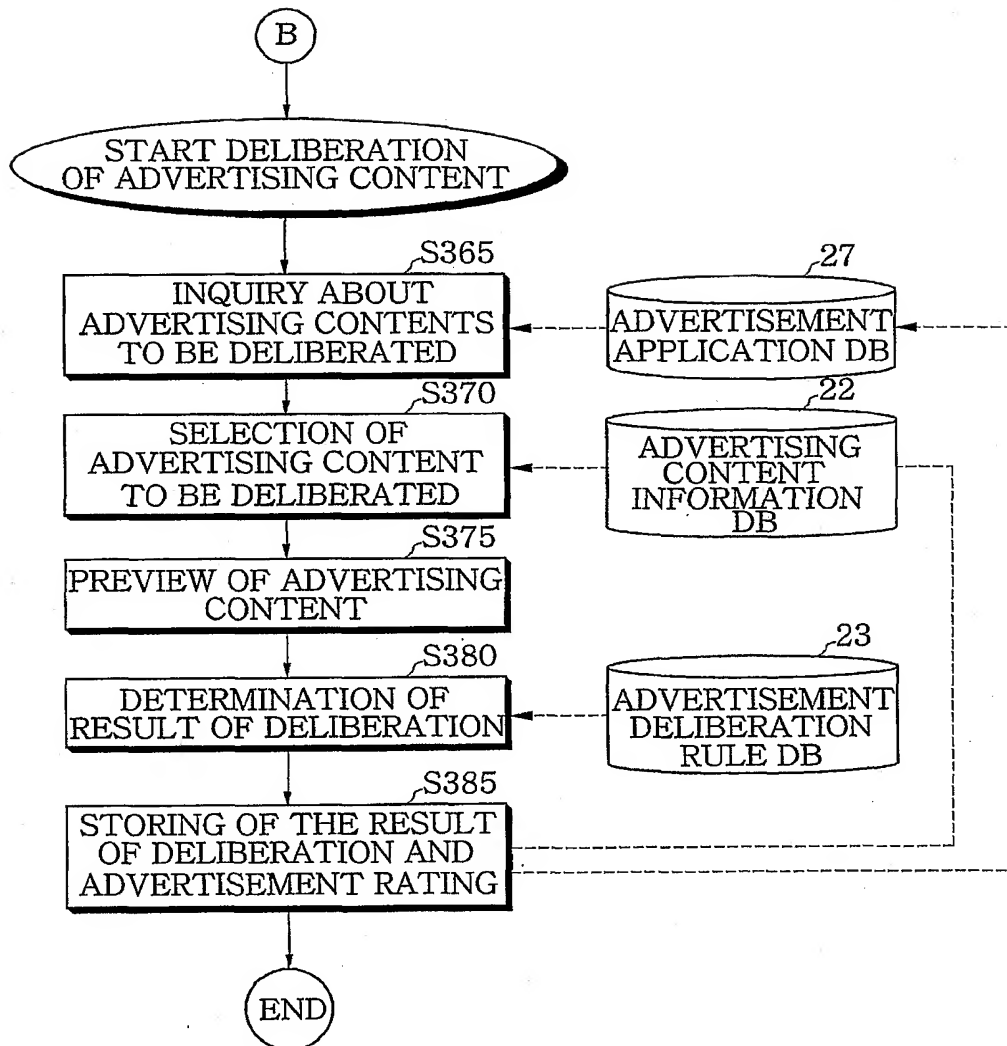 B
START DELIBERATION
OF ADVERTISING CONTENT
S365
INQUIRY ABOUT
ADVERTISING CONTENTS
TO BE DELIBERATED
27
ADVERTISEMENT
APPLICATION DB
S370
SELECTION OF
ADVERTISING CONTENT
TO BE DELIBERATED
22
ADVERTISING
CONTENT
INFORMATION
DB
S375
PREVIEW OF ADVERTISING
CONTENT
S380
DETERMINATION OF
RESULT OF DELIBERATION
23
ADVERTISEMENT
DELIBERATION
RULE DB
S385
STORING OF THE RESULT
OF DELIBERATION AND
ADVERTISEMENT RATING
END